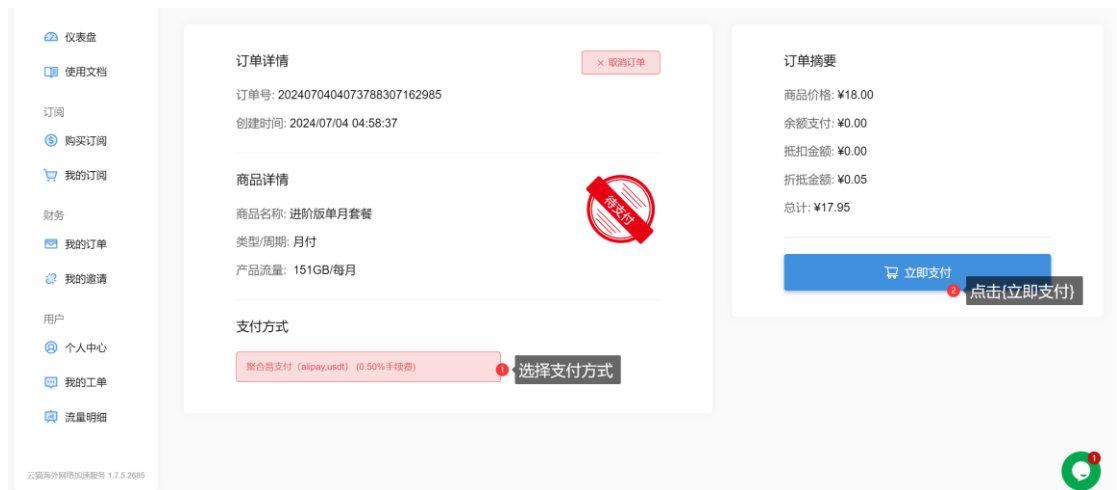 仪表盘
使用文档
订阅
购买订阅
我的订阅
财务
我的订单
我的邀请
用户
个人中心
我的工单
流量明细
云猫海外网络加速服务 1.7.5.2685
订单详情
× 取消订单
订单号: 2024070404073788307162985
创建时间: 2024/07/04 04:58:37
商品详情
商品名称: 进阶版单月套餐
类型/周期: 月付
产品流量: 151GB/每月
待支付
支付方式
聚合易支付（alipay,usdt） (0.50%手续费)
1 选择支付方式
订单摘要
商品价格: ¥18.00
余额支付: ¥0.00
抵扣金额: ¥0.00
折抵金额: ¥0.05
总计: ¥17.95
立即支付
2 点击{立即支付}
1